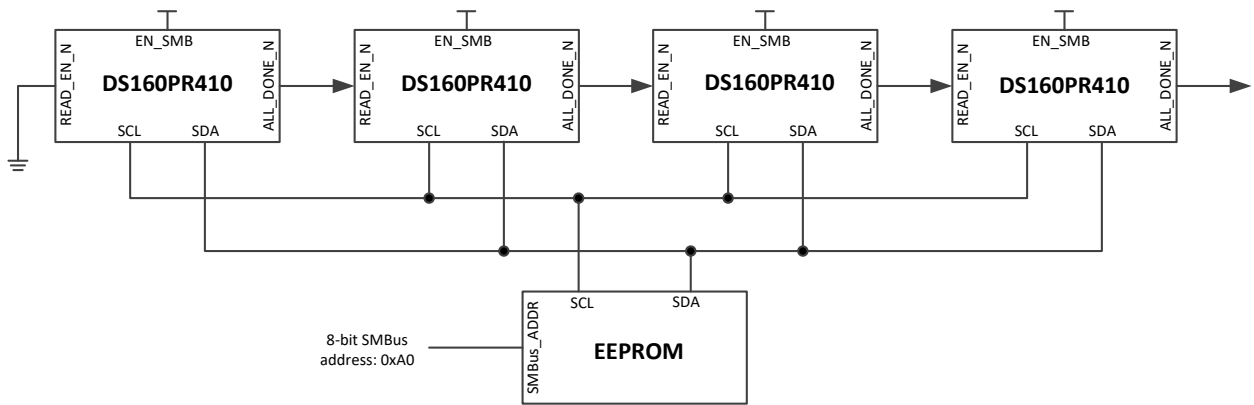 EN_SMB
READ_EN_N
DS160PR410
ALL_DONE_N
SCL
SDA
EN_SMB
READ_EN_N
DS160PR410
ALL_DONE_N
SCL
SDA
EN_SMB
READ_EN_N
DS160PR410
ALL_DONE_N
SCL
SDA
EN_SMB
READ_EN_N
DS160PR410
ALL_DONE_N
SCL
SDA
8-bit SMBus
address: 0xA0
SMBus_ADDR
SCL
SDA
EEPROM